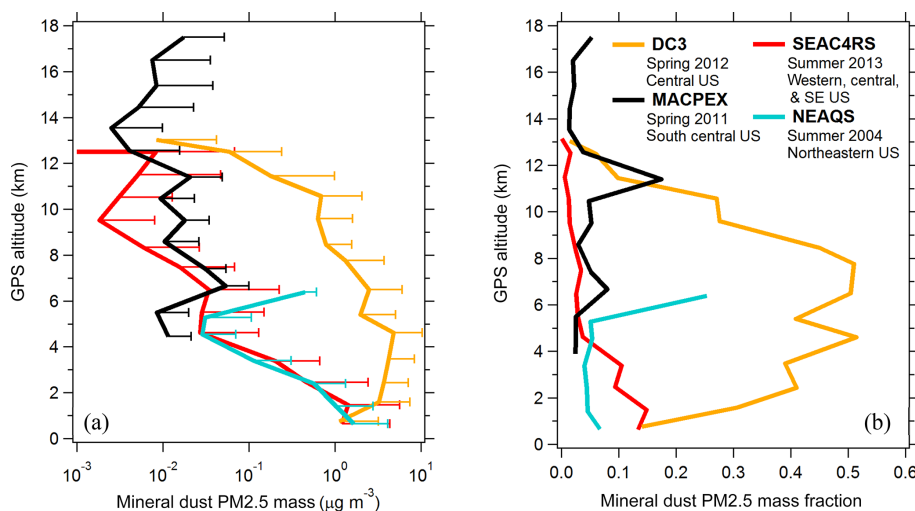 18
16
14
12
10
8
6
4
2
0
GPS altitude (km)
(a)
10⁻³
10⁻²
10⁻¹
10⁰
10¹
Mineral dust PM2.5 mass (µg m⁻³)
18
16
14
12
10
8
6
4
2
0
GPS altitude (km)
DC3
Spring 2012
Central US
MACPEX
Spring 2011
South central US
SEAC4RS
Summer 2013
Western, central,
& SE US
NEAQS
Summer 2004
Northeastern US
(b)
0.0
0.1
0.2
0.3
0.4
0.5
0.6
Mineral dust PM2.5 mass fraction